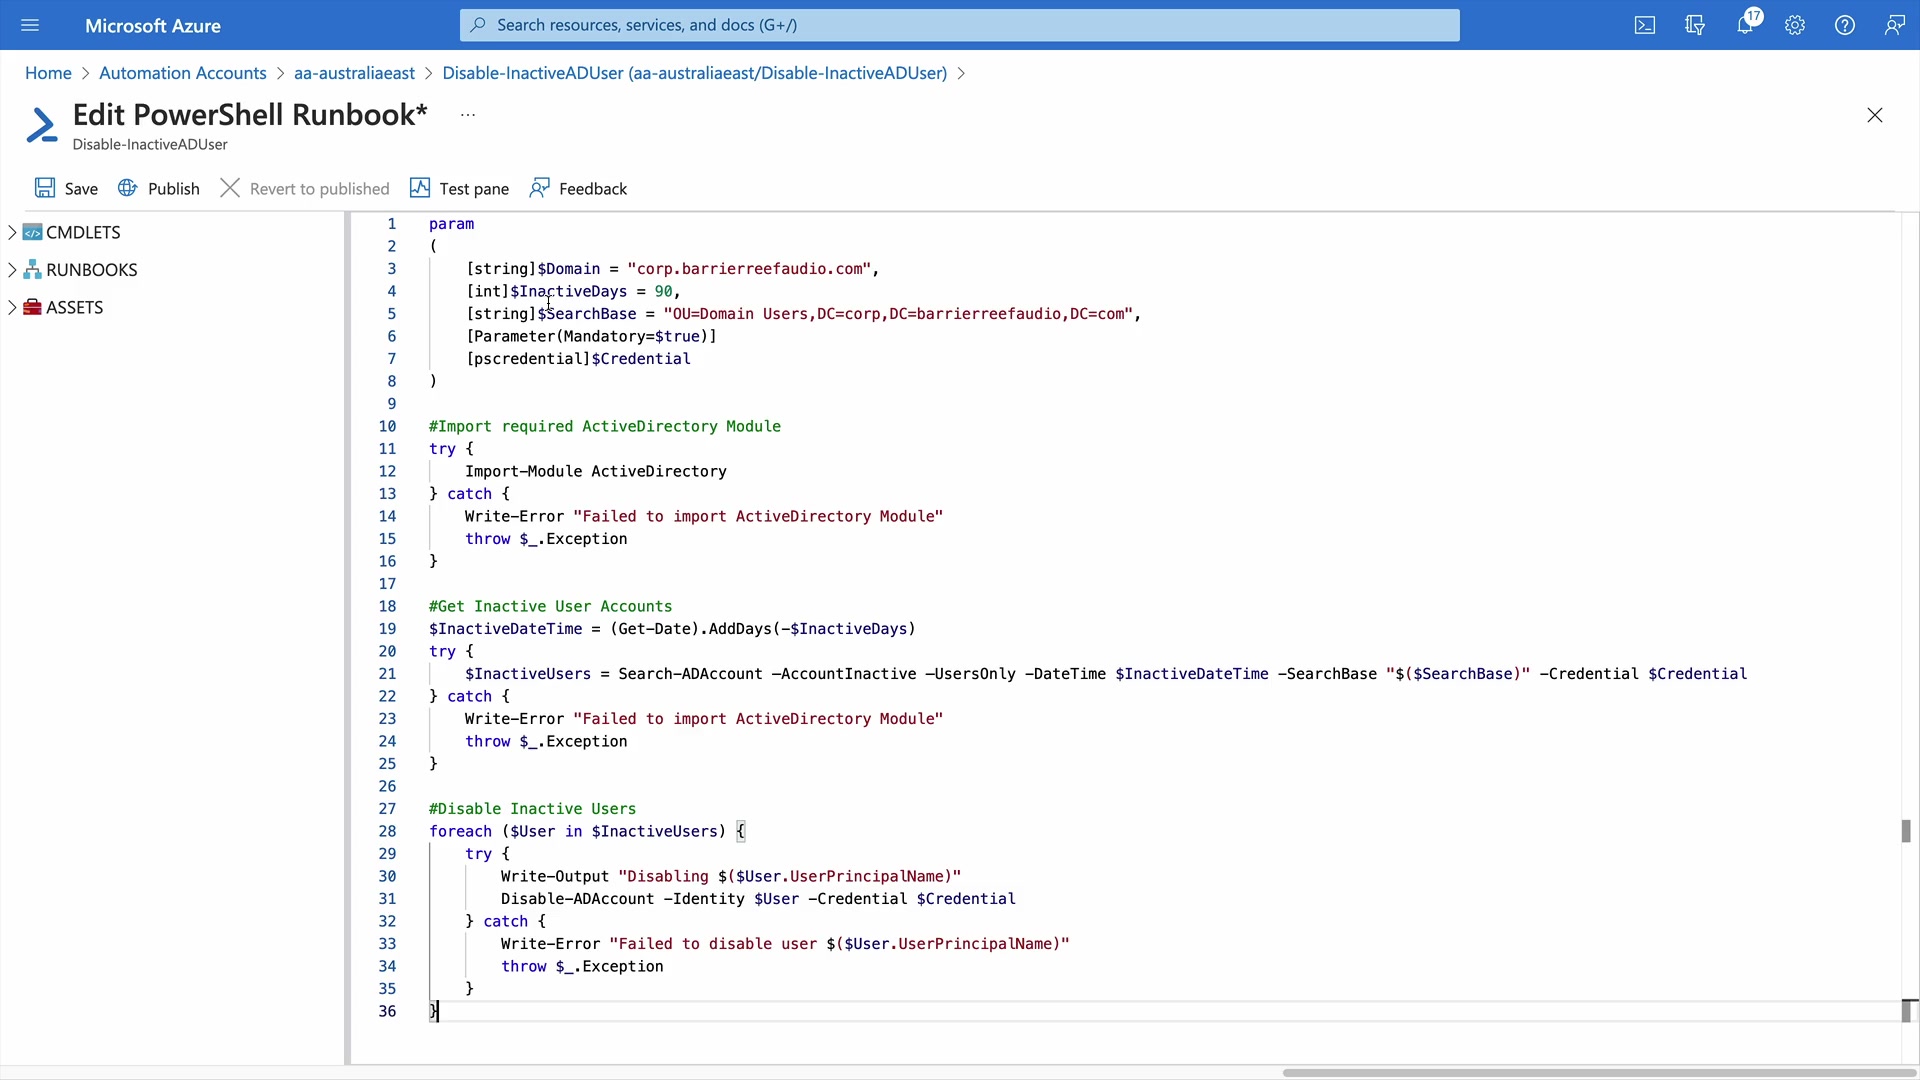 Microsoft Azure
Search resources, services, and docs (G+/)
17
Home > Automation Accounts > aa-australiaeast > Disable-InactiveADUser (aa-australiaeast/Disable-InactiveADUser) >
Edit PowerShell Runbook* ...
Disable-InactiveADUser
Save Publish Revert to published Test pane Feedback
CMDLETS
RUNBOOKS
ASSETS
1 param
2 (
3 [string]$Domain = "corp.barrierreefaudio.com",
4 [int]$InactiveDays = 90,
5 [string]$SearchBase = "OU=Domain Users,DC=corp,DC=barrierreefaudio,DC=com",
6 [Parameter(Mandatory=$true)]
7 [pscredential]$Credential
8 )
9
10 #Import required ActiveDirectory Module
11 try {
12 Import-Module ActiveDirectory
13 } catch {
14 Write-Error "Failed to import ActiveDirectory Module"
15 throw $_.Exception
16 }
17
18 #Get Inactive User Accounts
19 $InactiveDateTime = (Get-Date).AddDays(-$InactiveDays)
20 try {
21 $InactiveUsers = Search-ADAccount -AccountInactive -UsersOnly -DateTime $InactiveDateTime -SearchBase "$($SearchBase)" -Credential $Credential
22 } catch {
23 Write-Error "Failed to import ActiveDirectory Module"
24 throw $_.Exception
25 }
26
27 #Disable Inactive Users
28 foreach ($User in $InactiveUsers) {
29 try {
30 Write-Output "Disabling $($User.UserPrincipalName)"
31 Disable-ADAccount -Identity $User -Credential $Credential
32 } catch {
33 Write-Error "Failed to disable user $($User.UserPrincipalName)"
34 throw $_.Exception
35 }
36 }